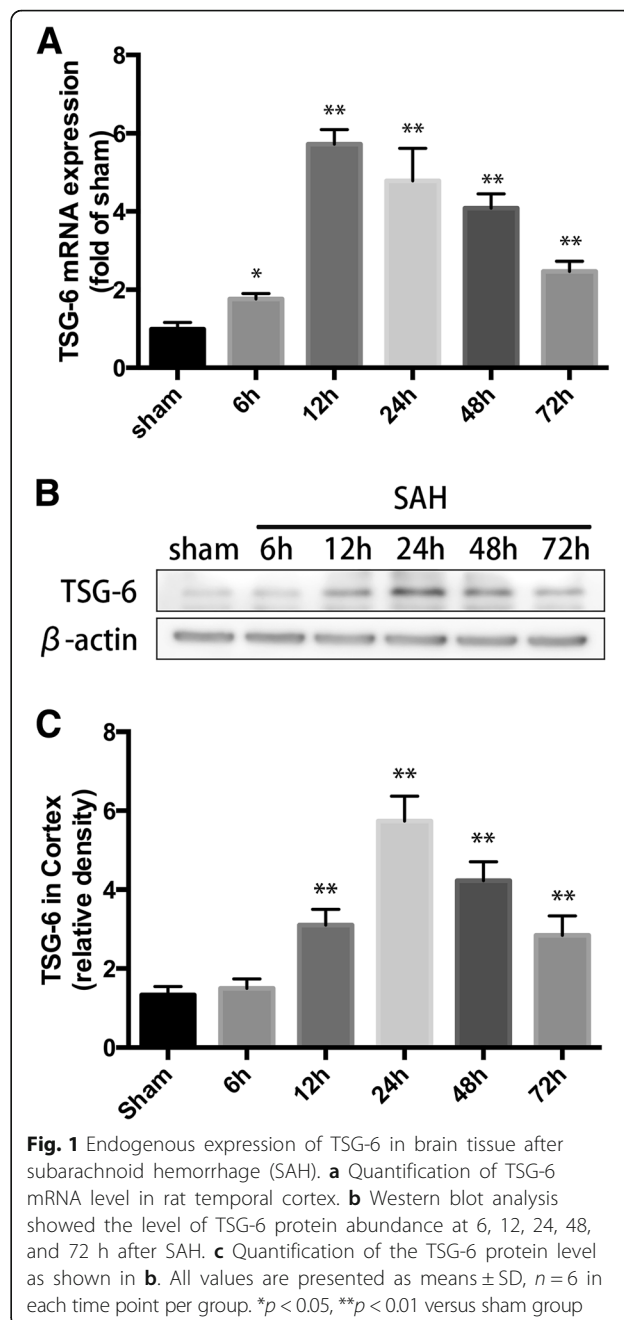 A
TSG-6 mRNA expression
(fold of sham)
8
6
4
2
0
*
**
**
**
**
sham
6h
12h
24h
48h
72h
B
SAH
sham 6h 12h 24h 48h 72h
TSG-6
β-actin
C
TSG-6 in Cortex
(relative density)
8
6
4
2
0
**
**
**
**
Sham
6h
12h
24h
48h
72h
Fig. 1 Endogenous expression of TSG-6 in brain tissue after
subarachnoid hemorrhage (SAH). a Quantification of TSG-6
mRNA level in rat temporal cortex. b Western blot analysis
showed the level of TSG-6 protein abundance at 6, 12, 24, 48,
and 72 h after SAH. c Quantification of the TSG-6 protein level
as shown in b. All values are presented as means ± SD, n = 6 in
each time point per group. *p < 0.05, **p < 0.01 versus sham group